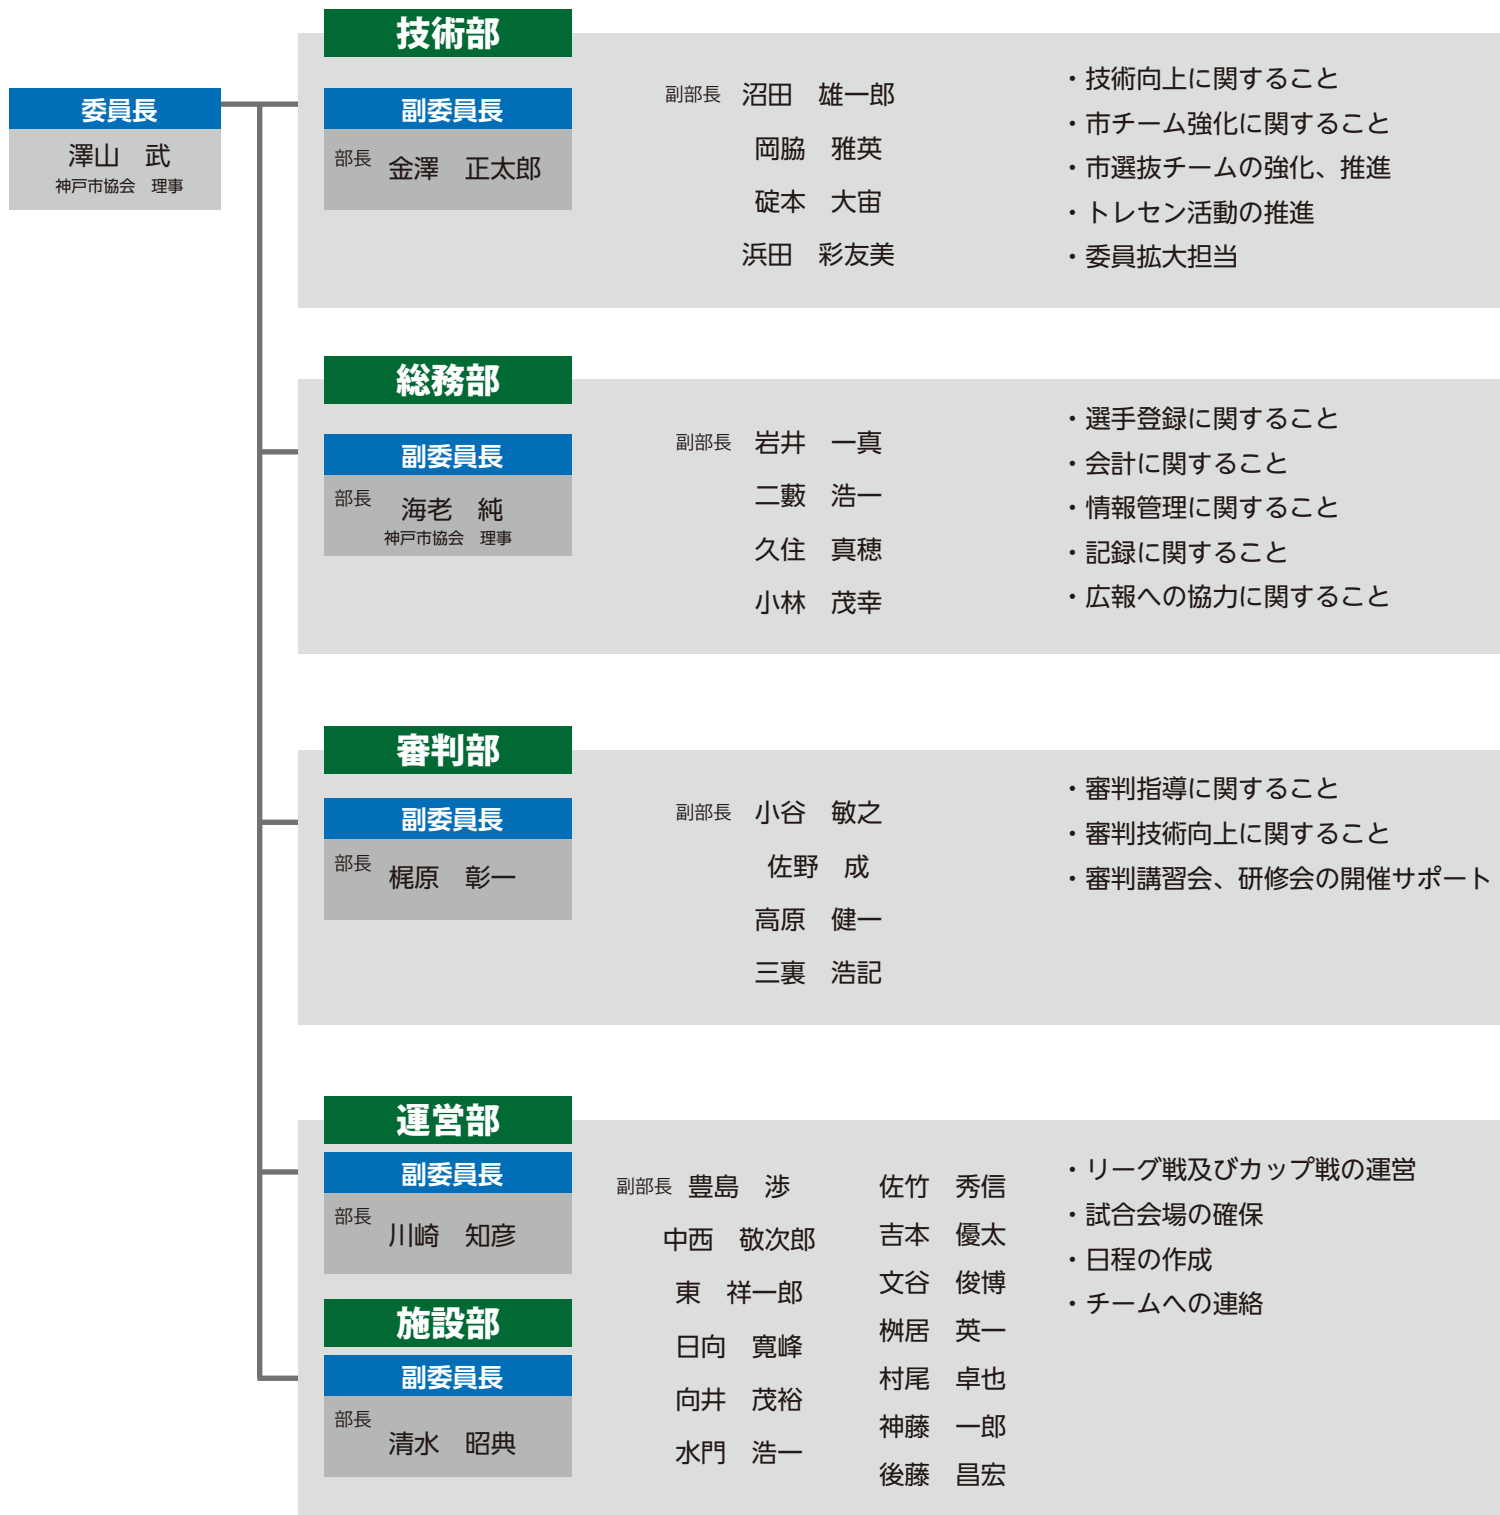 委員長
澤山　武
神戸市協会　理事
技術部
副委員長
部長 金澤　正太郎
副部長 沼田　雄一郎
岡脇　雅英
碇本　大宙
浜田　彩友美
・技術向上に関すること
・市チーム強化に関すること
・市選抜チームの強化、推進
・トレセン活動の推進
・委員拡大担当
総務部
副委員長
部長 海老　純
神戸市協会　理事
副部長 岩井　一真
二藪　浩一
久住　真穂
小林　茂幸
・選手登録に関すること
・会計に関すること
・情報管理に関すること
・記録に関すること
・広報への協力に関すること
審判部
副委員長
部長 梶原　彰一
副部長 小谷　敏之
佐野　成
高原　健一
三裏　浩記
・審判指導に関すること
・審判技術向上に関すること
・審判講習会、研修会の開催サポート
運営部
副委員長
部長 川崎　知彦
施設部
副委員長
部長 清水　昭典
副部長 豊島　渉
中西　敬次郎
東　祥一郎
日向　寛峰
向井　茂裕
水門　浩一
佐竹　秀信
吉本　優太
文谷　俊博
桝居　英一
村尾　卓也
神藤　一郎
後藤　昌宏
・リーグ戦及びカップ戦の運営
・試合会場の確保
・日程の作成
・チームへの連絡